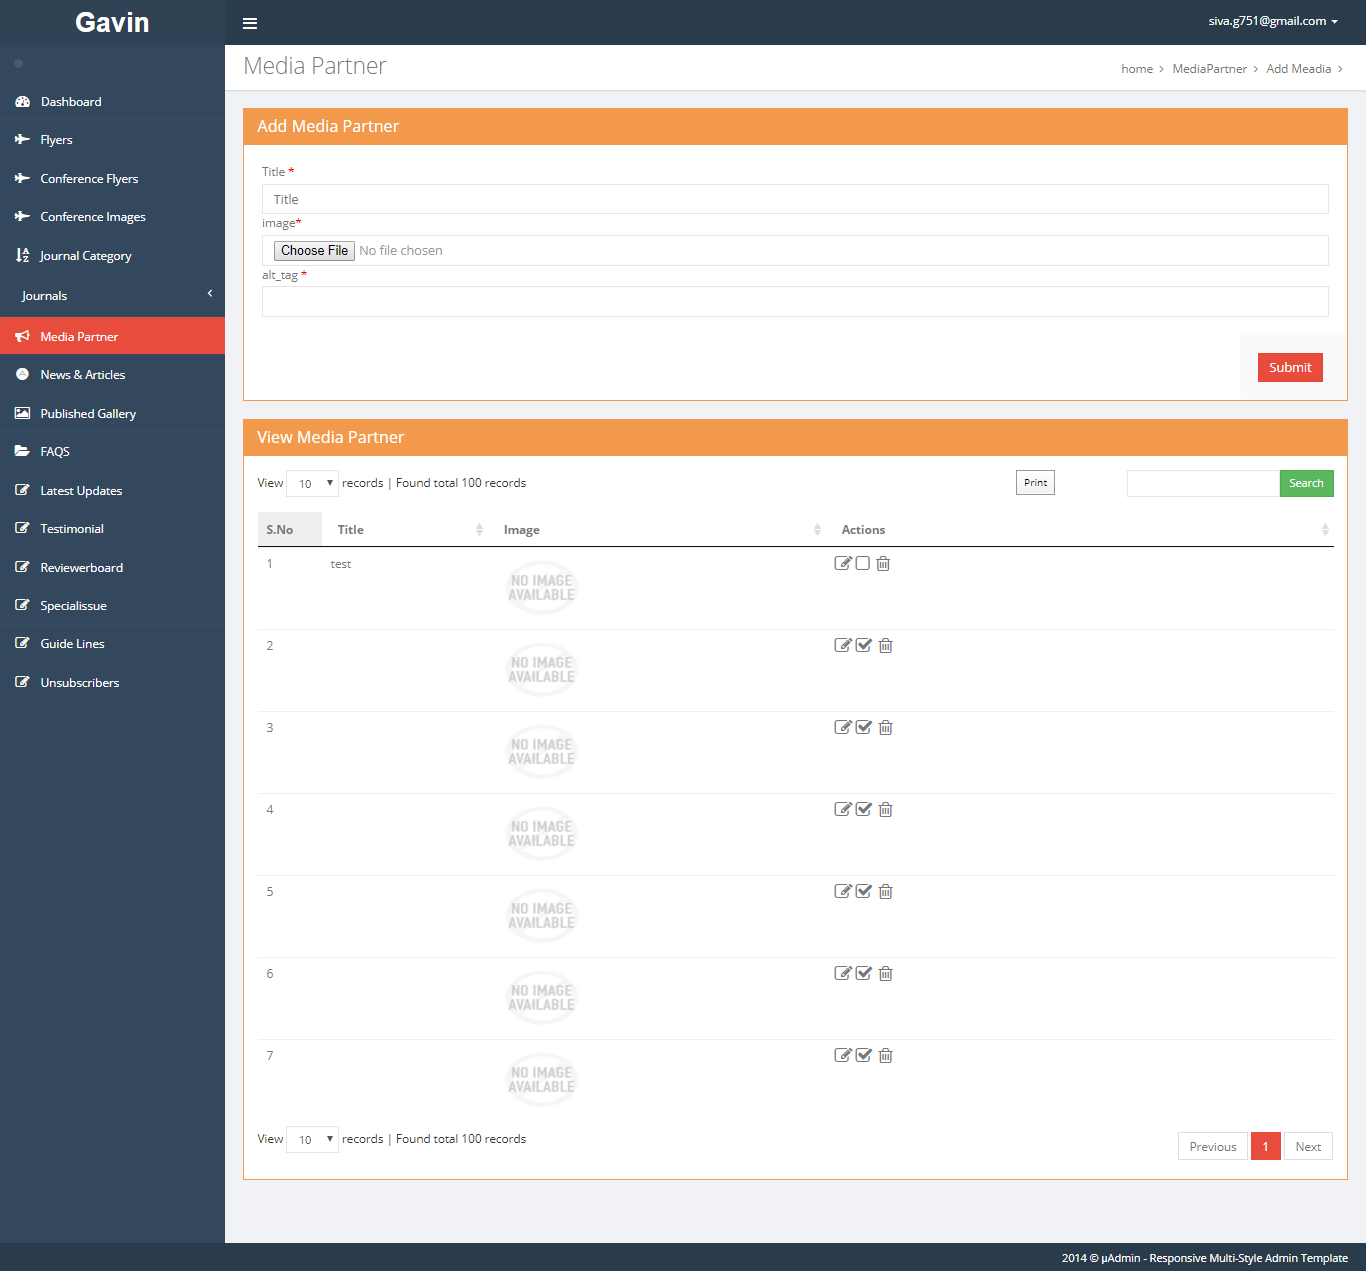 Gavin
siva.g751@gmail.com
Media Partner
home > MediaPartner > Add Meadia >
Dashboard
Flyers
Conference Flyers
Conference Images
Journal Category
Journals
Media Partner
News & Articles
Published Gallery
FAQS
Latest Updates
Testimonial
Reviewerboard
Specialissue
Guide Lines
Unsubscribers
Add Media Partner
Title *
Title
image*
Choose File No file chosen
alt_tag *
Submit
View Media Partner
View 10 records | Found total 100 records
Print
Search
S.No Title Image Actions
1 test
NO IMAGE
AVAILABLE
2
NO IMAGE
AVAILABLE
3
NO IMAGE
AVAILABLE
4
NO IMAGE
AVAILABLE
5
NO IMAGE
AVAILABLE
6
NO IMAGE
AVAILABLE
7
NO IMAGE
AVAILABLE
View 10 records | Found total 100 records
Previous 1 Next
2014 © µAdmin - Responsive Multi-Style Admin Template